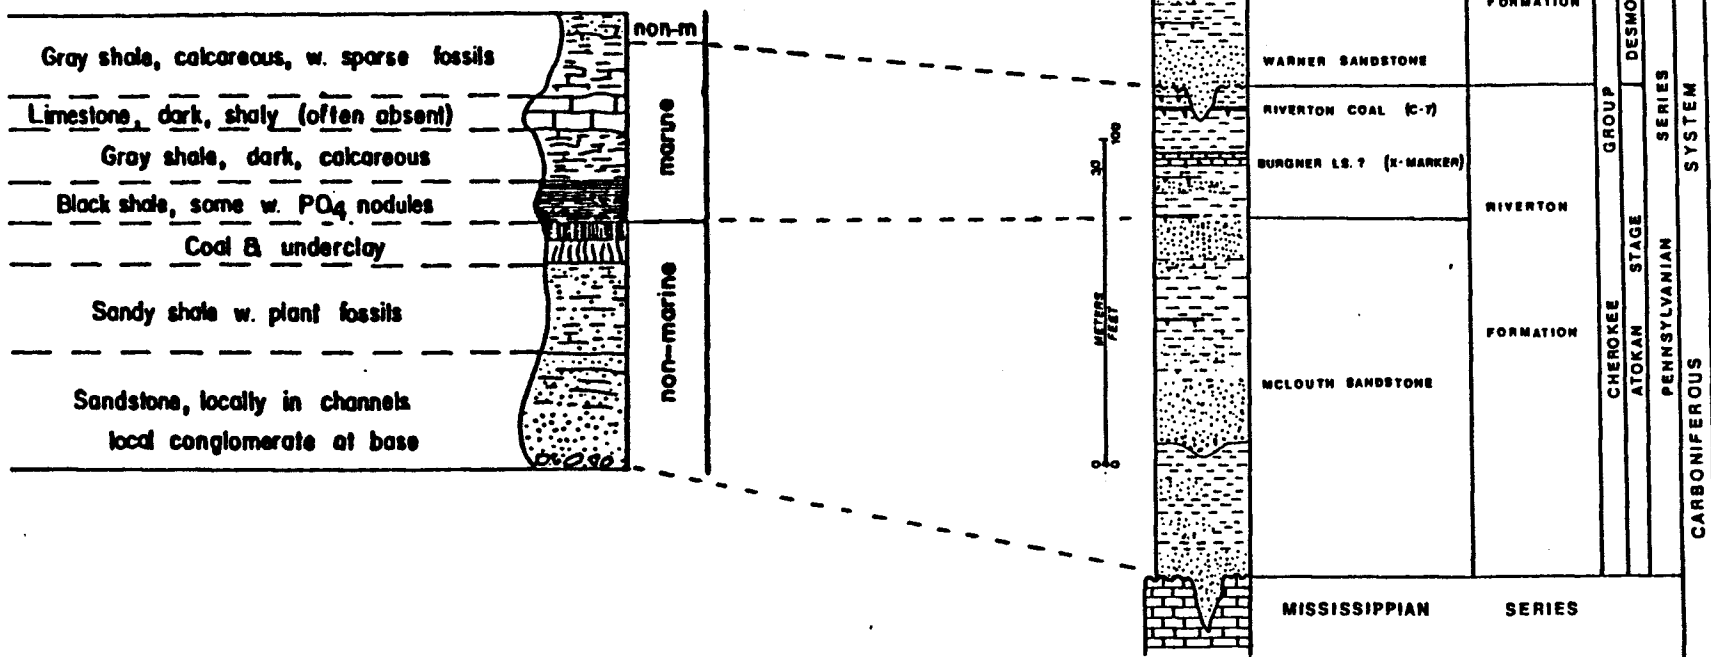 Gray shale, calcareous, w. sparse fossils
Limestone, dark, shaly (often absent)
Gray shale, dark, calcareous
Black shale, some w. PO4 nodules
Coal & underclay
Sandy shale w. plant fossils
Sandstone, locally in channels
local conglomerate at base
non-m
marine
non-marine
30
100
METERS
FEET
0
0
FORMATION
WARNER SANDSTONE
RIVERTON COAL (C-7)
BURGNER LS. ? (X-MARKER)
RIVERTON
FORMATION
MCLOUTH SANDSTONE
MISSISSIPPIAN SERIES
CHEROKEE GROUP
DESMO
ATOKAN STAGE
PENNSYLVANIAN SERIES
CARBONIFEROUS SYSTEM